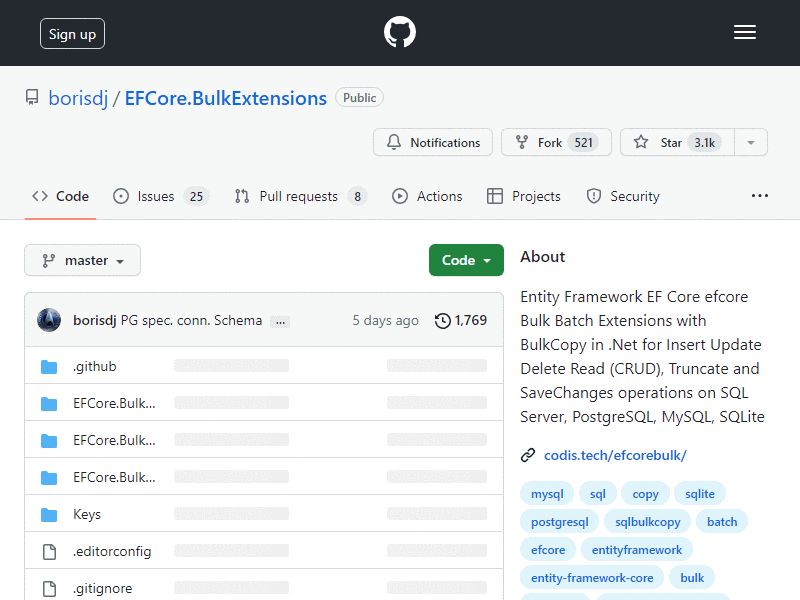 Sign up
borisdj / EFCore.BulkExtensions Public
Notifications Fork 521 Star 3.1k
Code Issues 25 Pull requests 8 Actions Projects Security
master Code
About
Entity Framework EF Core efcore
Bulk Batch Extensions with
BulkCopy in .Net for Insert Update
Delete Read (CRUD), Truncate and
SaveChanges operations on SQL
Server, PostgreSQL, MySQL, SQLite
codis.tech/efcorebulk/
mysql sql copy sqlite
postgresql sqlbulkcopy batch
efcore entityframework
entity-framework-core bulk
borisdj PG spec. conn. Schema ... 5 days ago 1,769
.github
EFCore.Bulk...
EFCore.Bulk...
EFCore.Bulk...
Keys
.editorconfig
.gitignore